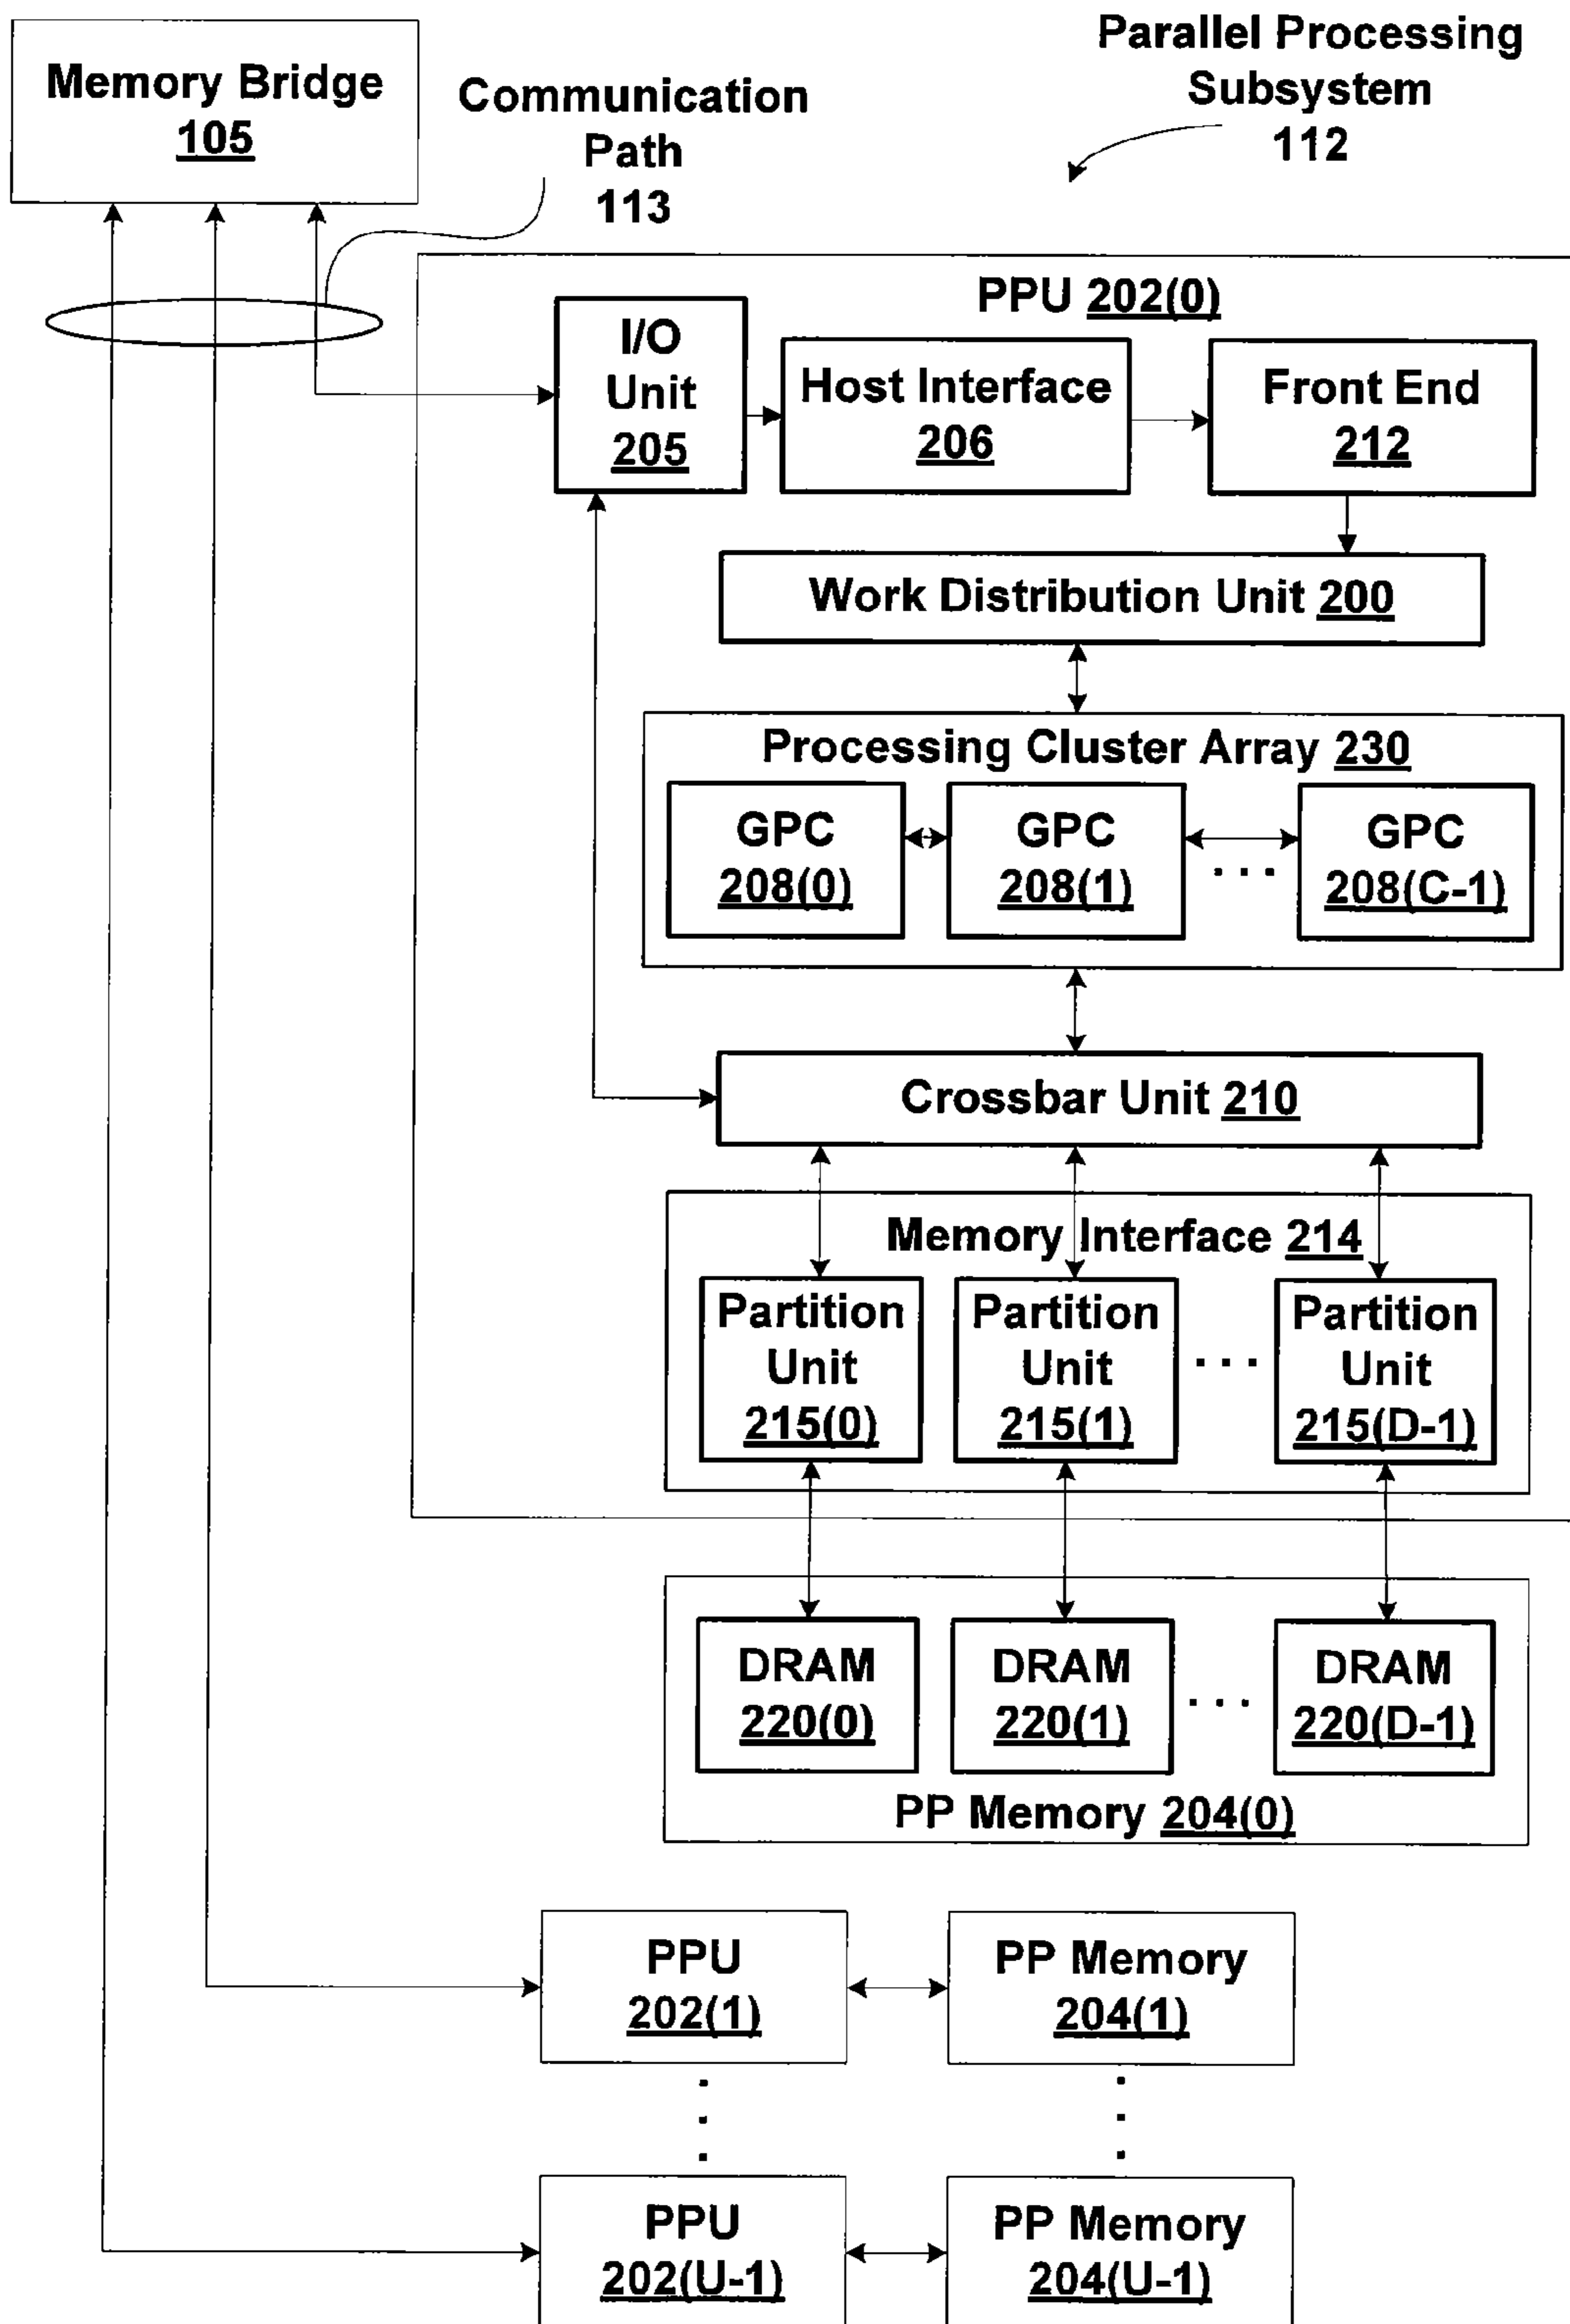 Parallel Processing
Subsystem
112
Memory Bridge
105
Communication
Path
113
PPU 202(0)
I/O
Unit
205
Host Interface
206
Front End
212
Work Distribution Unit 200
Processing Cluster Array 230
GPC
208(0)
GPC
208(1)
. . .
GPC
208(C-1)
Crossbar Unit 210
Memory Interface 214
Partition
Unit
215(0)
Partition
Unit
215(1)
. . .
Partition
Unit
215(D-1)
DRAM
220(0)
DRAM
220(1)
. . .
DRAM
220(D-1)
PP Memory 204(0)
PPU
202(1)
PP Memory
204(1)
PPU
202(U-1)
PP Memory
204(U-1)